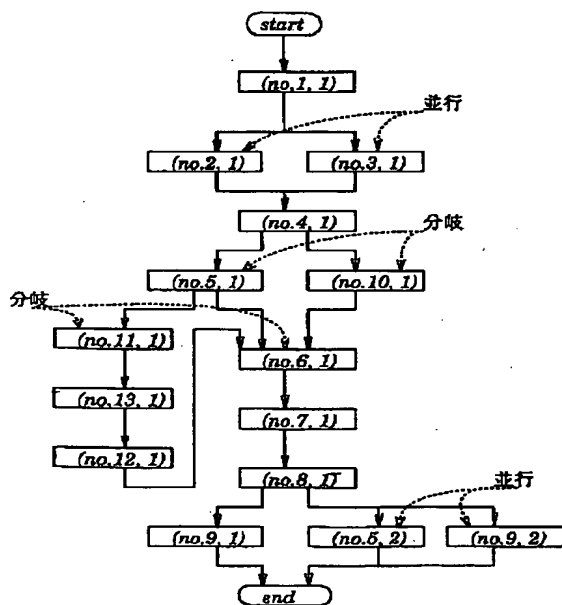 start
(no.1, 1)
並行
(no.2, 1)
(no.3, 1)
(no.4, 1)
分岐
(no.5, 1)
(no.10, 1)
分岐
(no.11, 1)
(no.6, 1)
(no.13, 1)
(no.7, 1)
(no.12, 1)
(no.8, 1)
並行
(no.9, 1)
(no.5, 2)
(no.9, 2)
end